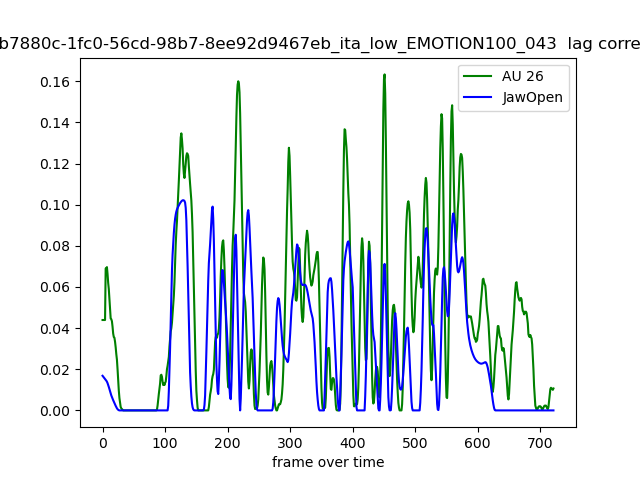 b7880c-1fc0-56cd-98b7-8ee92d9467eb_ita_low_EMOTION100_043 lag corre
AU 26
JawOpen
0.16
0.14
0.12
0.10
0.08
0.06
0.04
0.02
0.00
0 100 200 300 400 500 600 700
frame over time